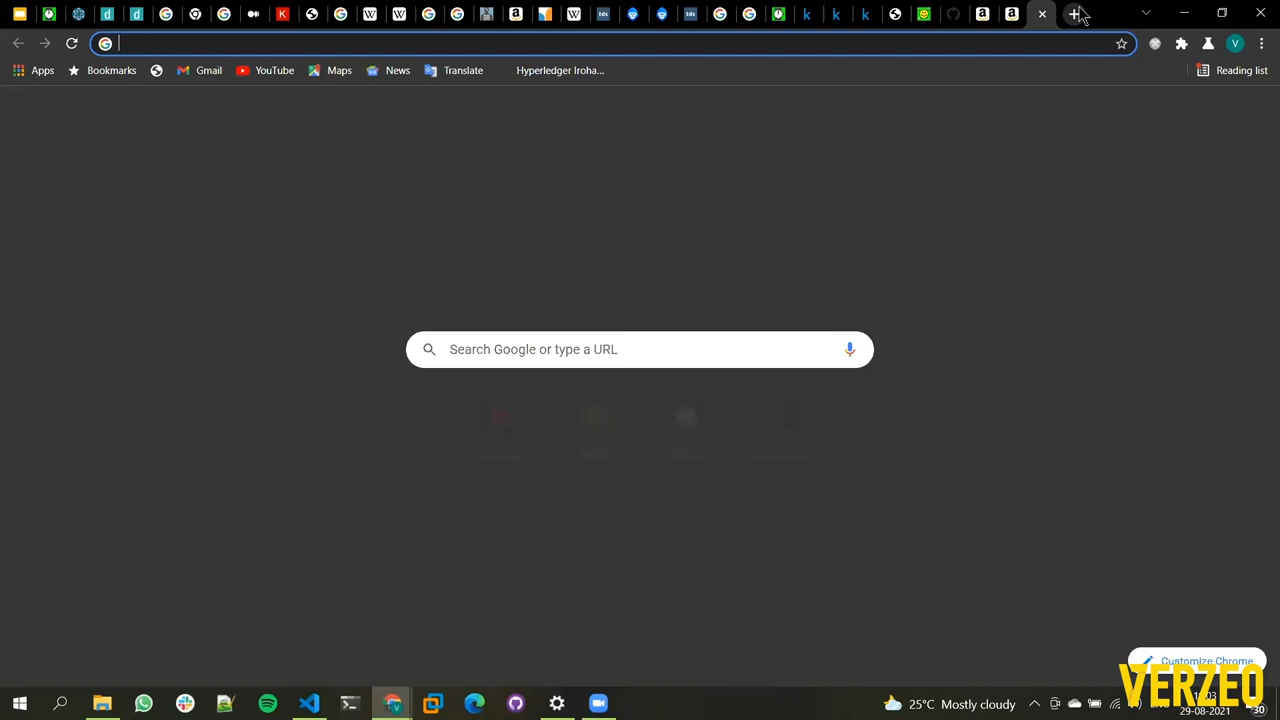 Apps
Bookmarks
Gmail
YouTube
Maps
News
Translate
Hyperledger Iroha...
Reading list
Search Google or type a URL
Customize Chrome
VERZEO
25°C Mostly cloudy
29-08-2021
30